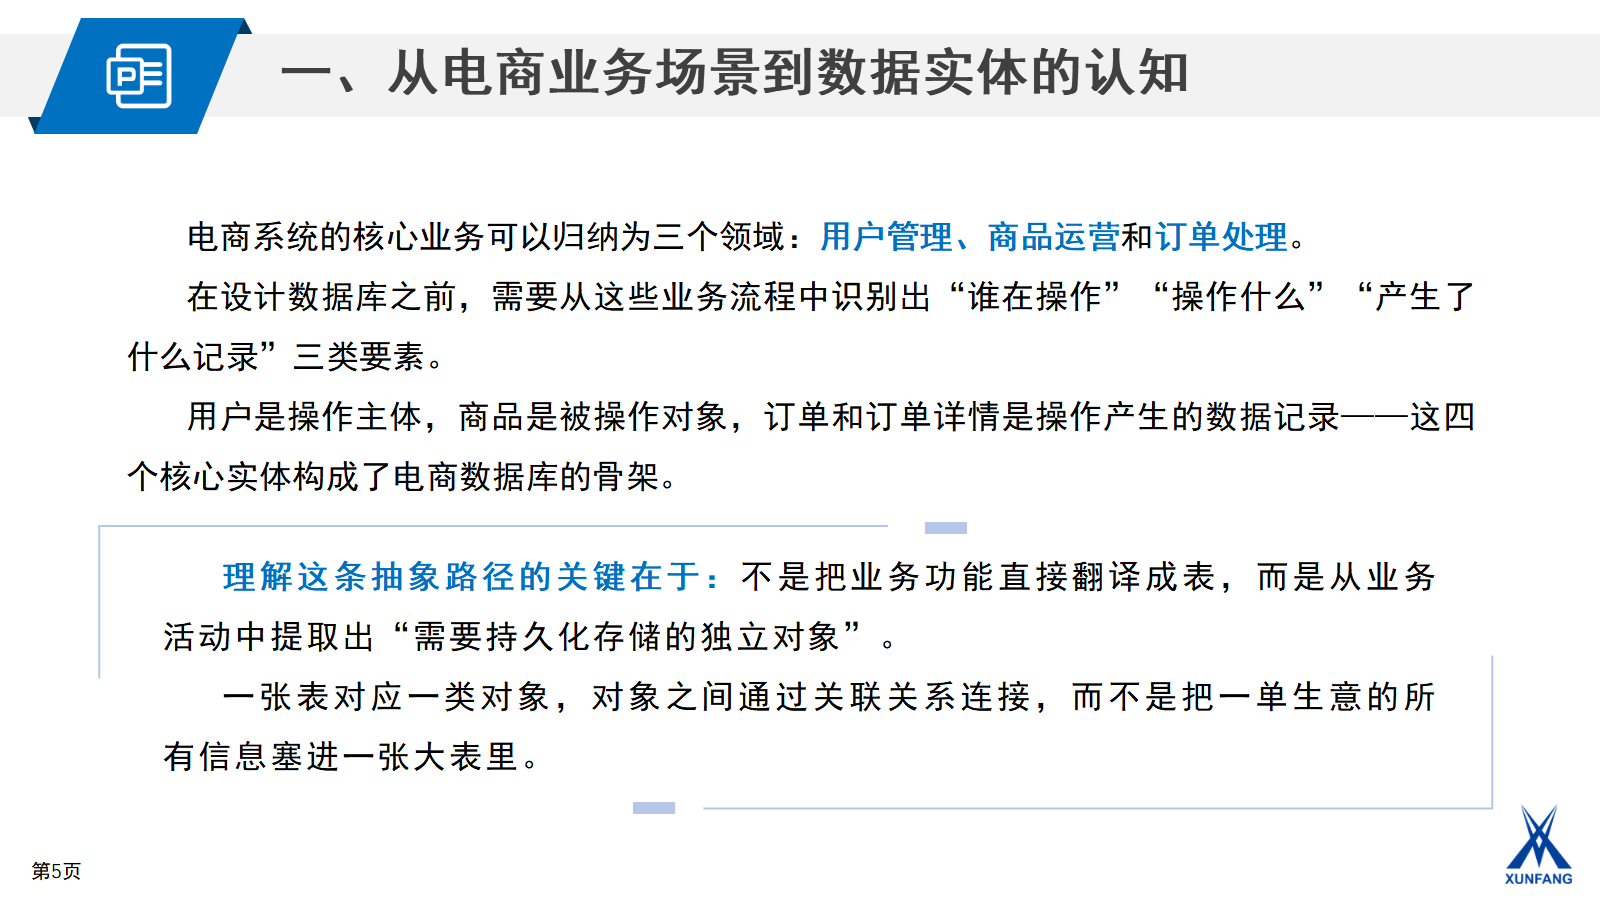 一、从电商业务场景到数据实体的认知
电商系统的核心业务可以归纳为三个领域：用户管理、商品运营和订单处理。
在设计数据库之前，需要从这些业务流程中识别出“谁在操作”“操作什么”“产生了
什么记录”三类要素。
用户是操作主体，商品是被操作对象，订单和订单详情是操作产生的数据记录——这四
个核心实体构成了电商数据库的骨架。
理解这条抽象路径的关键在于：不是把业务功能直接翻译成表，而是从业务
活动中提取出“需要持久化存储的独立对象”。
一张表对应一类对象，对象之间通过关联关系连接，而不是把一单生意的所
有信息塞进一张大表里。
第5页
XUNFANG